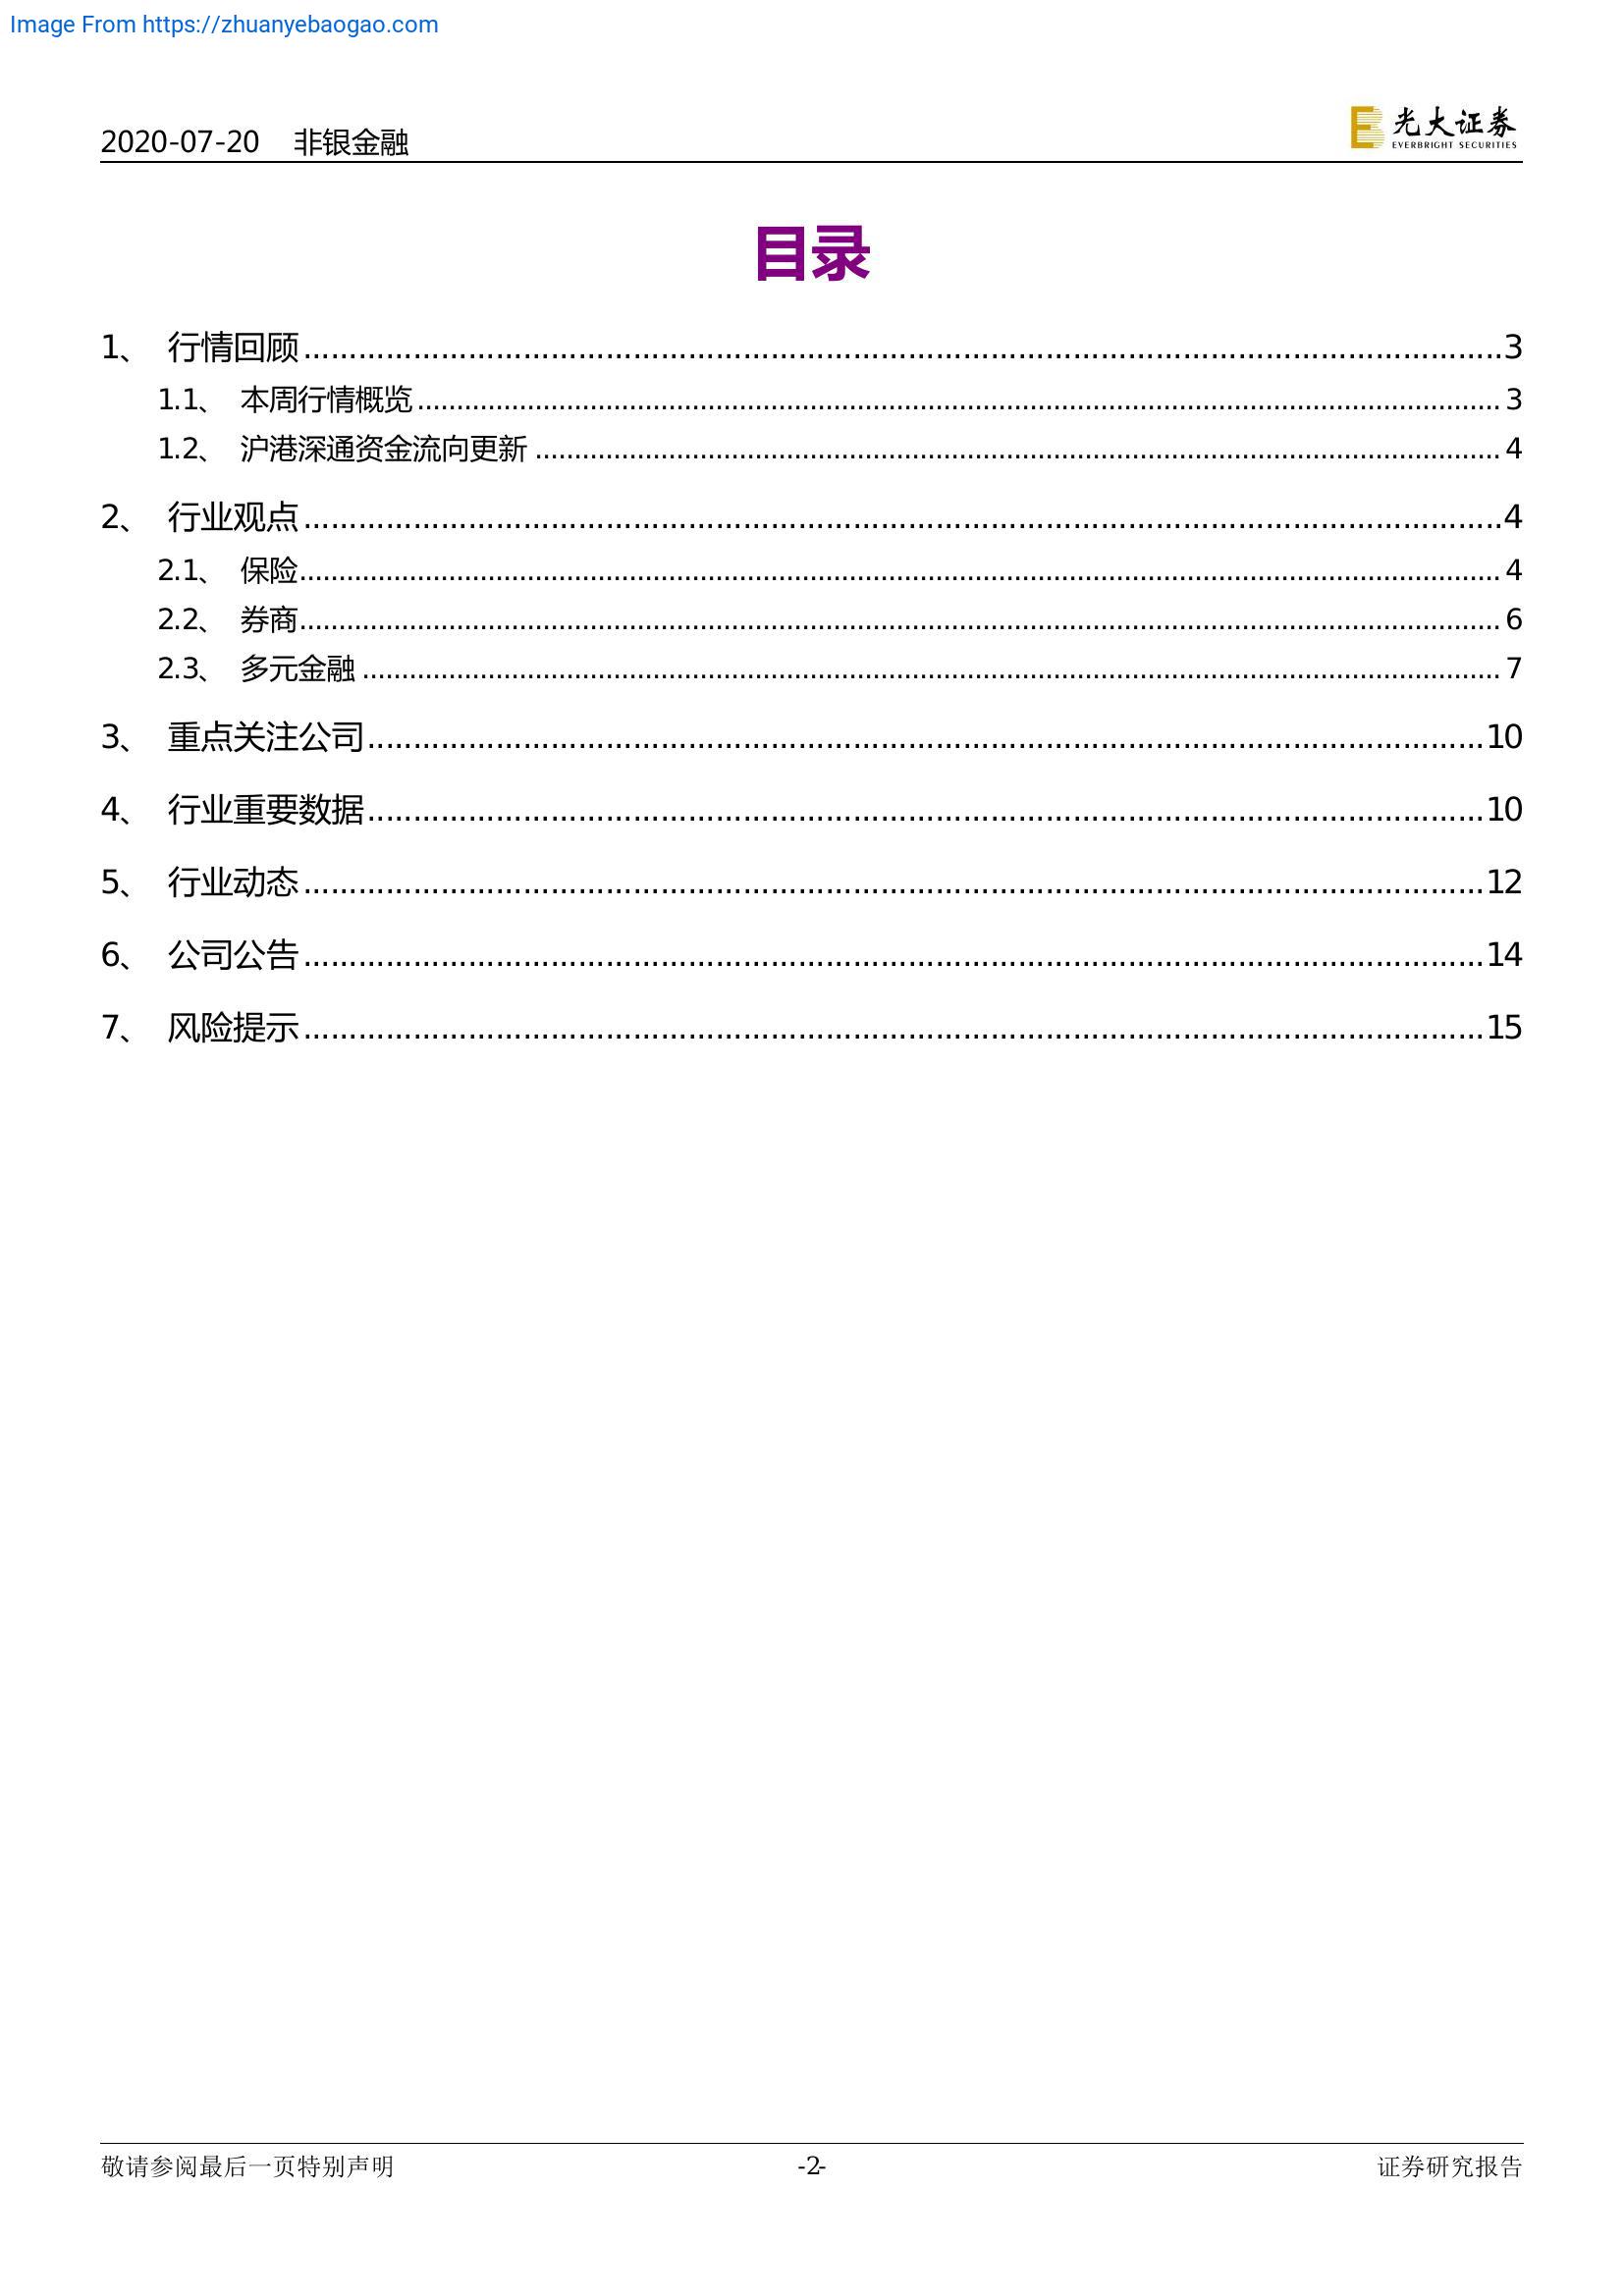 Image From https://zhuanyebaogao.com
2020-07-20 非银金融
光大证券
EVERBRIGHT SECURITIES
目录
1、 行情回顾 3
1.1、 本周行情概览 3
1.2、 沪港深通资金流向更新 4
2、 行业观点 4
2.1、 保险 4
2.2、 券商 6
2.3、 多元金融 7
3、 重点关注公司 10
4、 行业重要数据 10
5、 行业动态 12
6、 公司公告 14
7、 风险提示 15
敬请参阅最后一页特别声明 -2- 证券研究报告